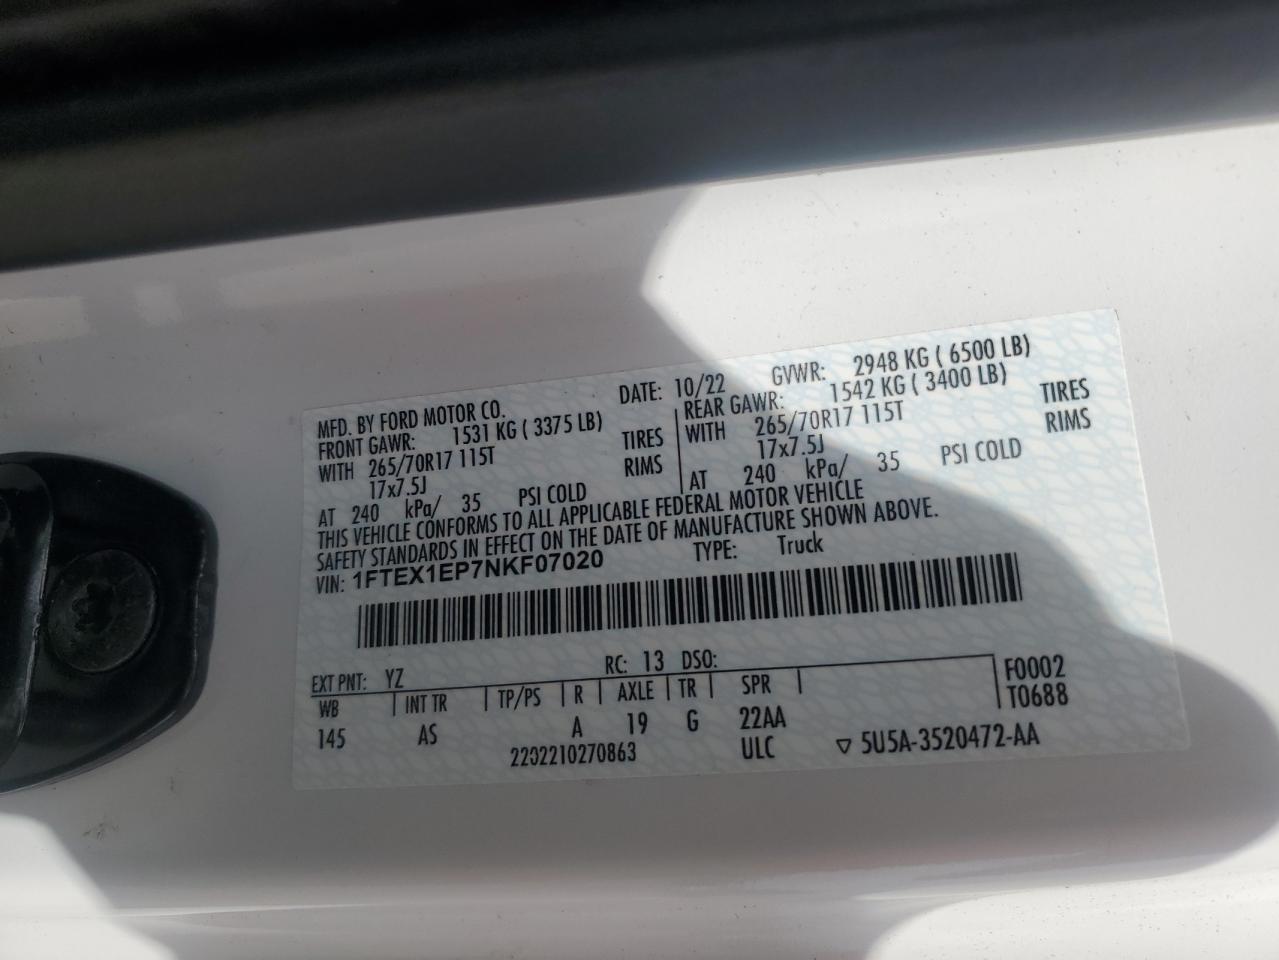 MFD. BY FORD MOTOR CO. DATE: 10/22 GVWR: 2948 KG ( 6500 LB)
FRONT GAWR: 1531 KG ( 3375 LB) REAR GAWR: 1542 KG ( 3400 LB)
WITH 265/70R17 115T TIRES WITH 265/70R17 115T TIRES
17x7.5J RIMS 17x7.5J RIMS
AT 240 kPa/ 35 PSI COLD AT 240 kPa/ 35 PSI COLD
THIS VEHICLE CONFORMS TO ALL APPLICABLE FEDERAL MOTOR VEHICLE
SAFETY STANDARDS IN EFFECT ON THE DATE OF MANUFACTURE SHOWN ABOVE.
VIN: 1FTEX1EP7NKF07020 TYPE: Truck
EXT PNT: YZ RC: 13 DSO:
WB INT TR TP/PS R AXLE TR SPR F0002
145 AS A 19 G 22AA T0688
2202210270863 ULC ▽ 5U5A-3520472-AA